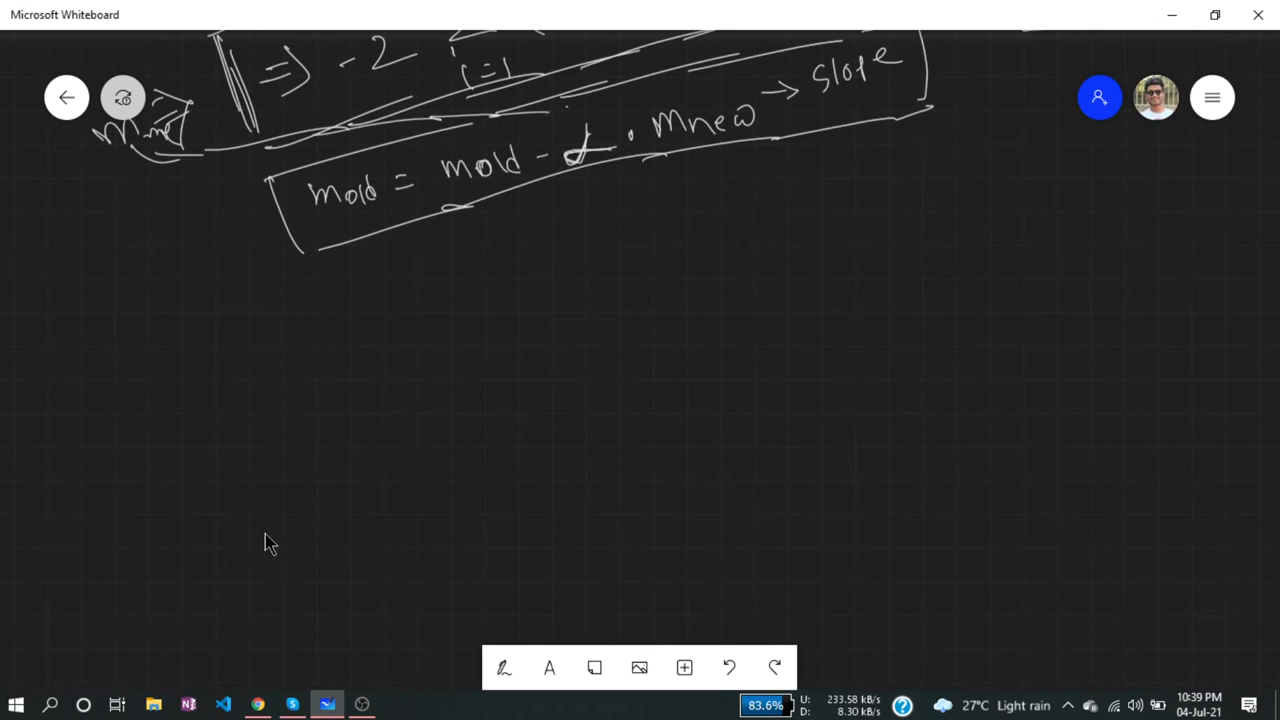 Microsoft Whiteboard
=> -2
i=1
mold = mold - α . mnew → slope
83.6%
U: 233.58 kB/s
D: 8.30 kB/s
27°C Light rain
10:39 PM
04-Jul-21